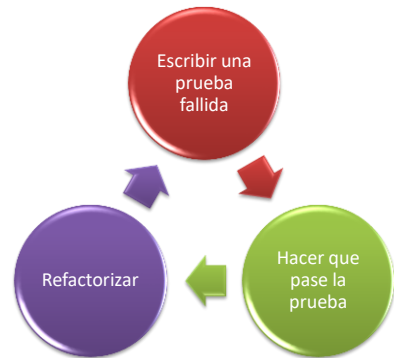 Escribir una
prueba
fallida
Hacer que
pase la
prueba
Refactorizar